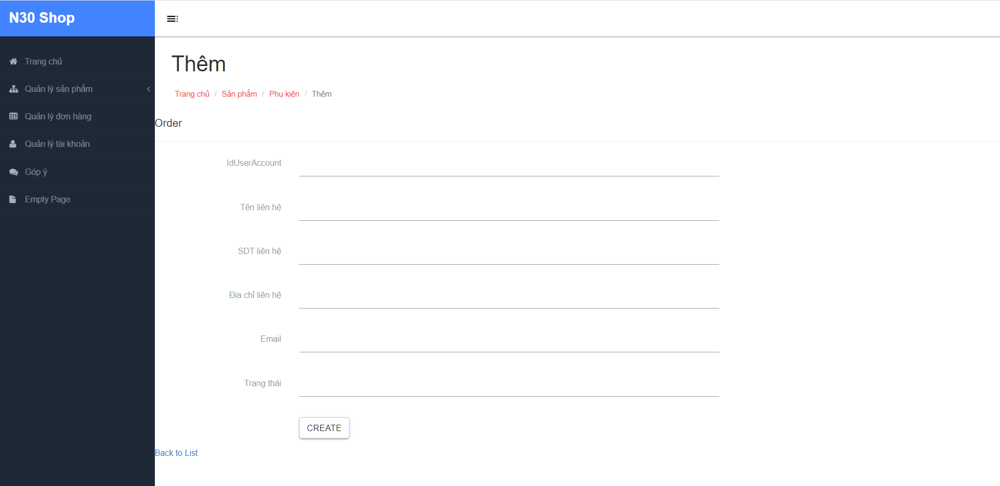 N30 Shop
Trang chủ
Quản lý sản phẩm
Quản lý đơn hàng
Quản lý tài khoản
Góp ý
Empty Page
Thêm
Trang chủ / Sản phẩm / Phụ kiện / Thêm
Order
IdUserAccount
Tên liên hệ
SDT liên hệ
Địa chỉ liên hệ
Email
Trạng thái
CREATE
Back to List